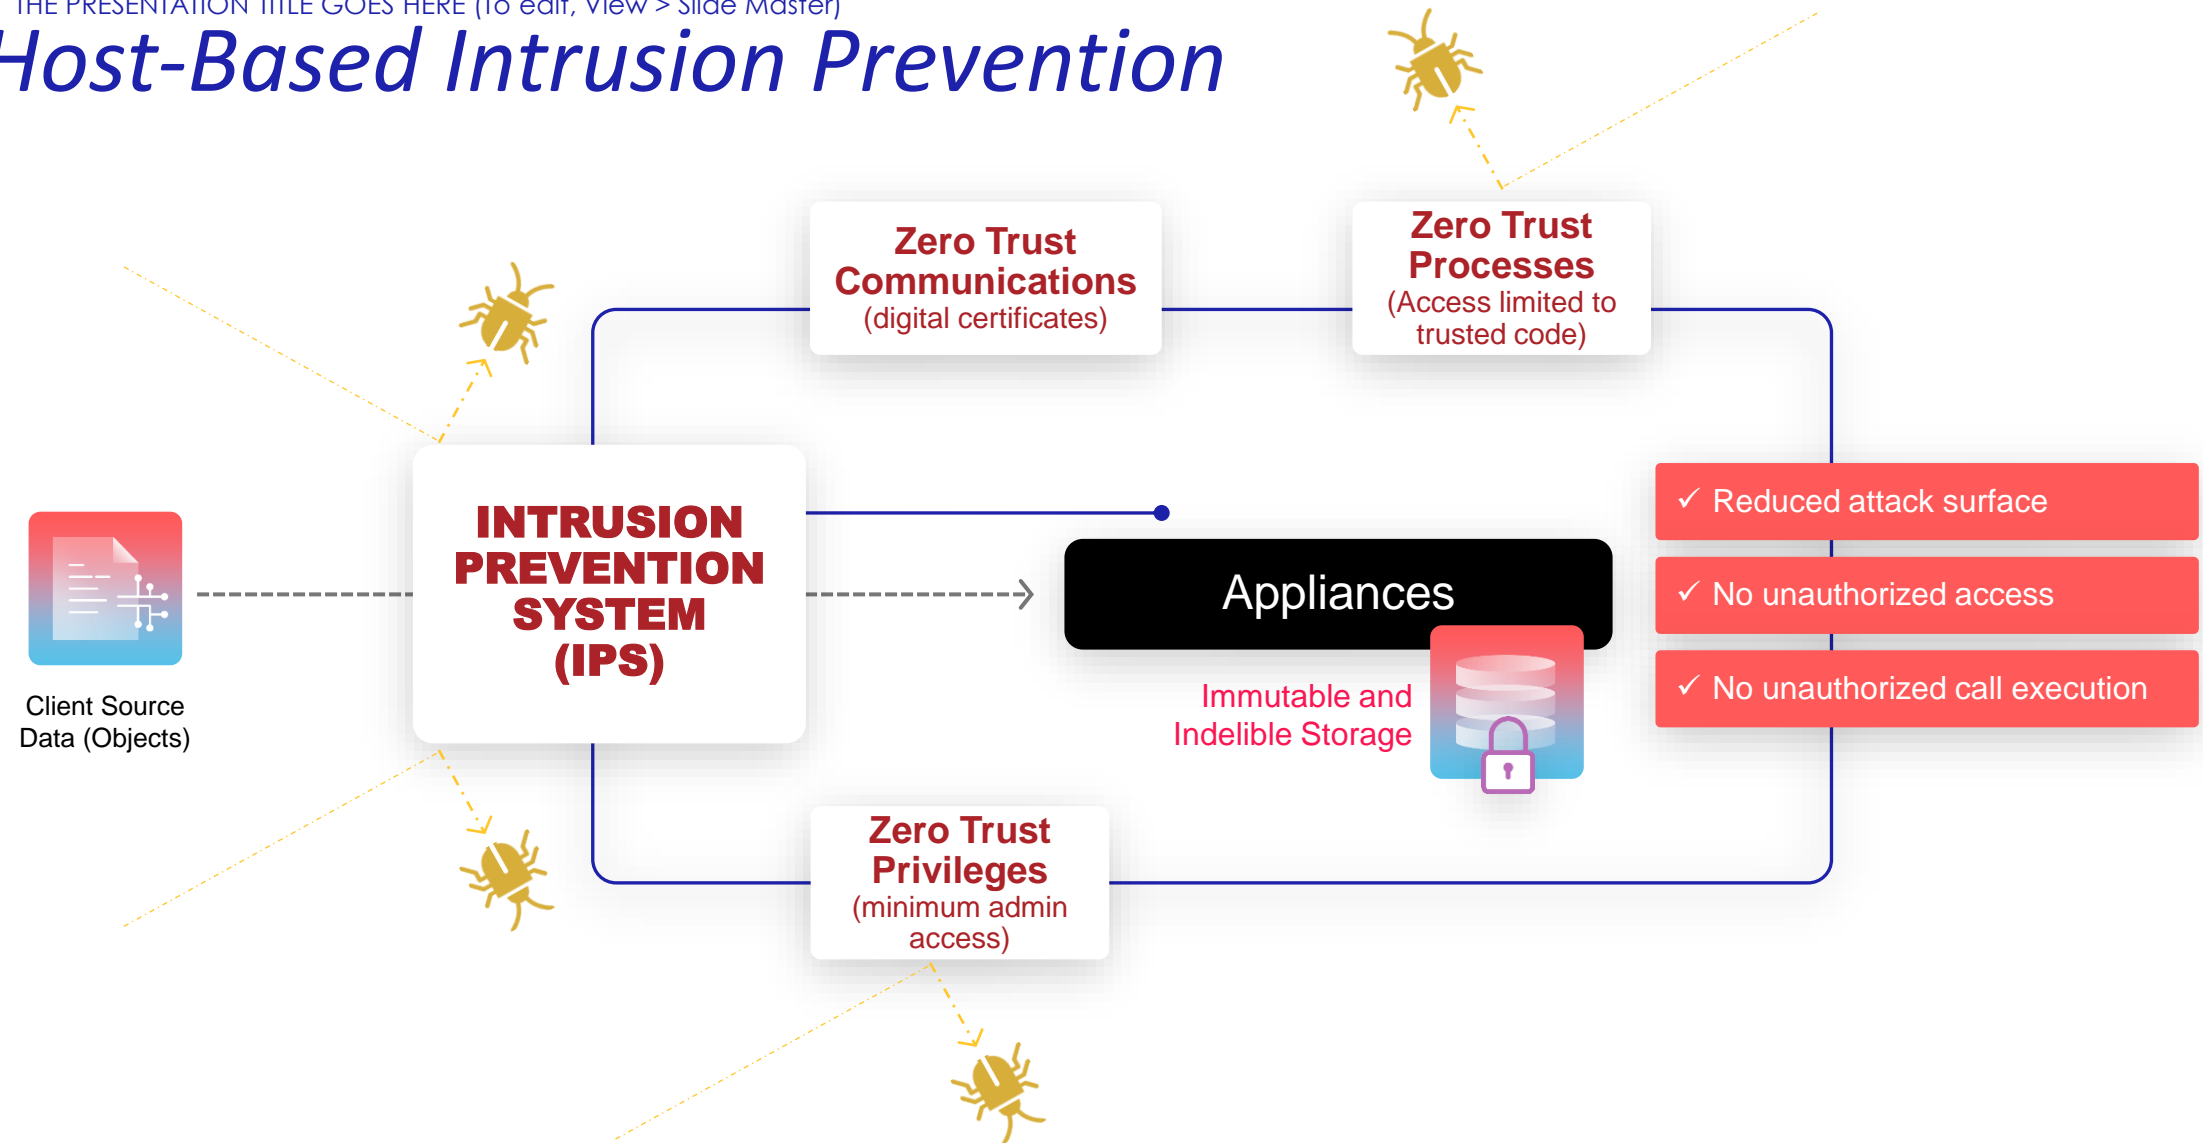 THE PRESENTATION TITLE GOES HERE (To edit, View > Slide Master)
Host-Based Intrusion Prevention
Zero Trust
Communications
(digital certificates)
Zero Trust
Processes
(Access limited to
trusted code)
INTRUSION
PREVENTION
SYSTEM
(IPS)
Client Source
Data (Objects)
Appliances
Immutable and
Indelible Storage
✓ Reduced attack surface
✓ No unauthorized access
✓ No unauthorized call execution
Zero Trust
Privileges
(minimum admin
access)